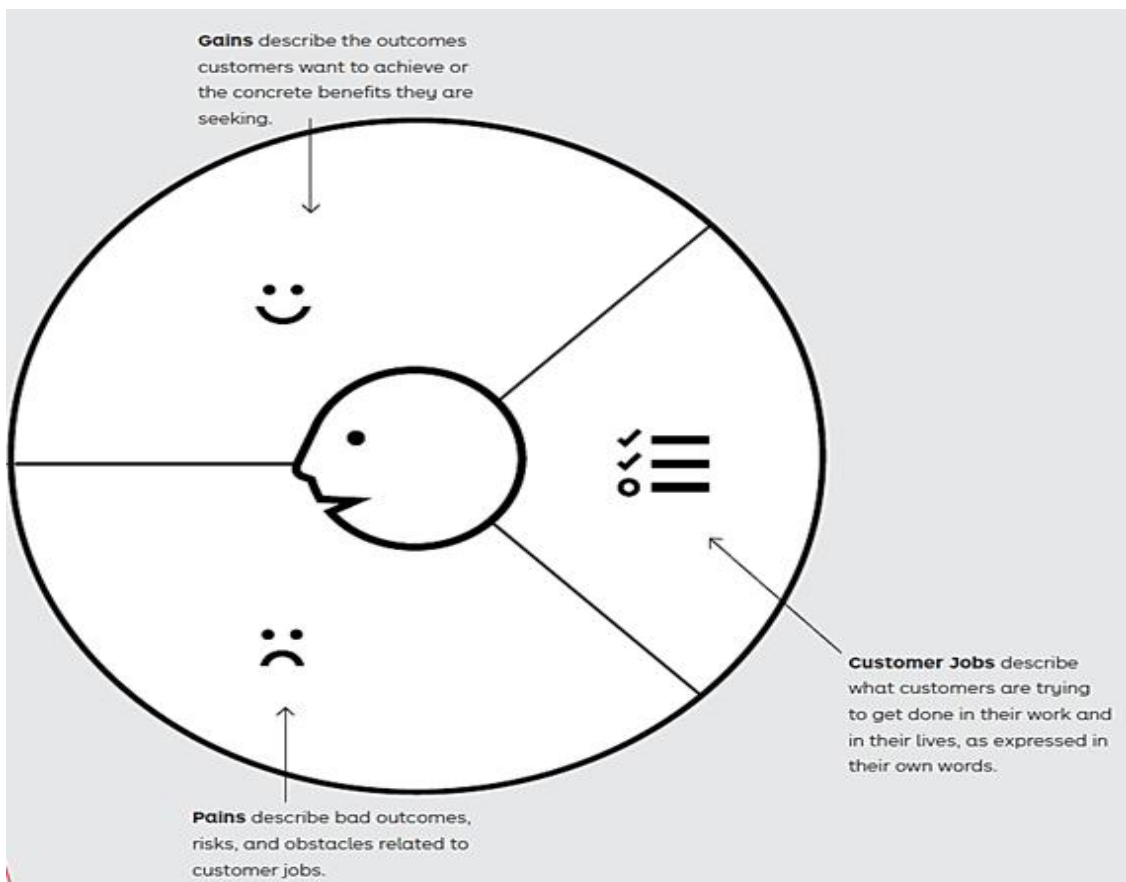 Gains describe the outcomes
customers want to achieve or
the concrete benefits they are
seeking.
Customer Jobs describe
what customers are trying
to get done in their work and
in their lives, as expressed in
their own words.
Pains describe bad outcomes,
risks, and obstacles related to
customer jobs.